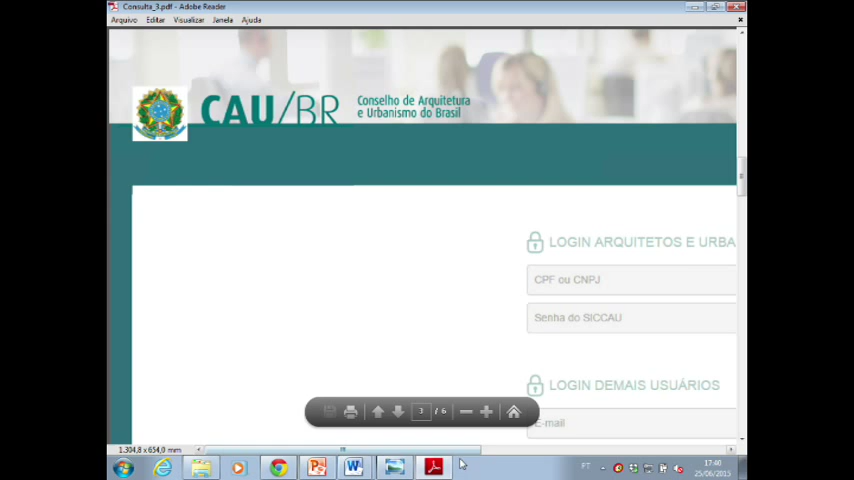 Consulta_3.pdf - Adobe Reader
Arquivo Editar Visualizar Janela Ajuda
CAU/BR
Conselho de Arquitetura
e Urbanismo do Brasil
LOGIN ARQUITETOS E URBA
CPF ou CNPJ
Senha do SICCAU
LOGIN DEMAIS USUÁRIOS
E-mail
3 / 6
1.304,8 x 654,0 mm
PT
17:40
25/06/2015